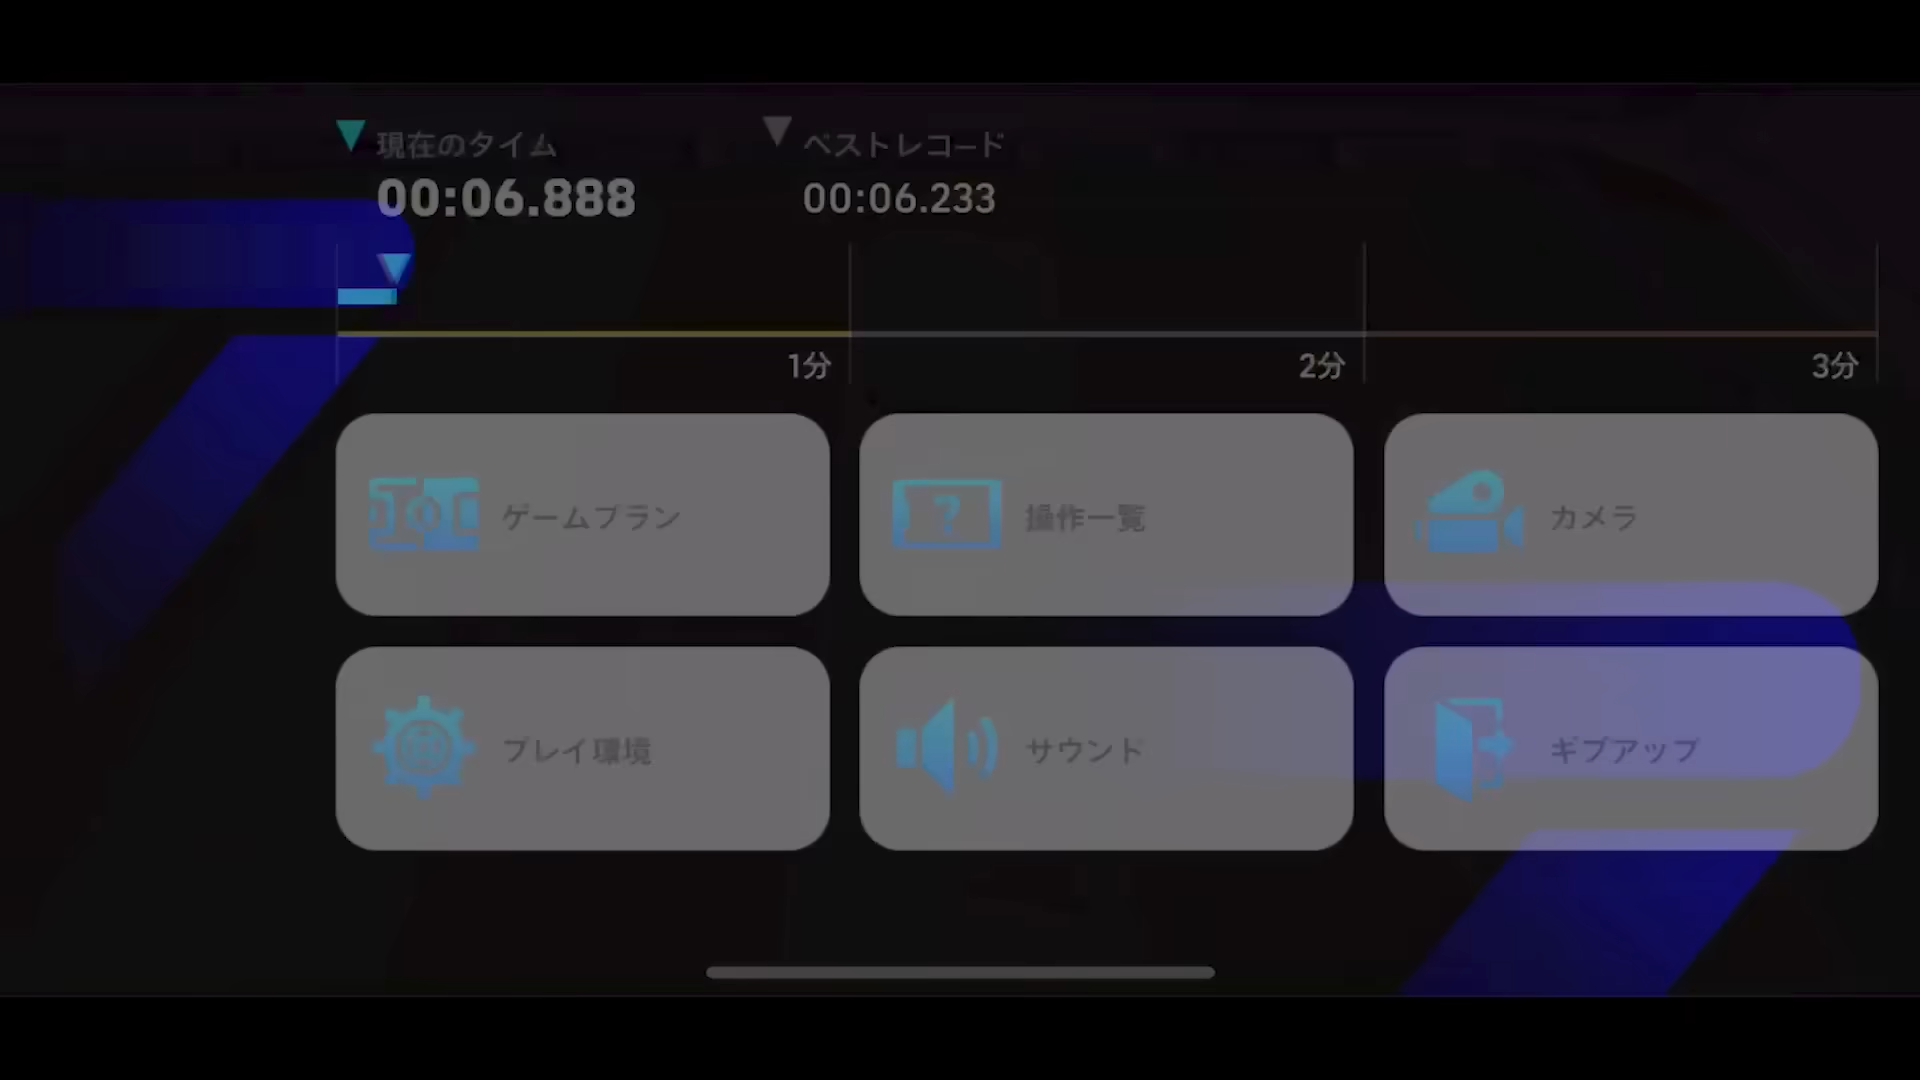 現在のタイム
00:06.888
ベストレコード
00:06.233
1分
2分
3分
ゲームプラン
?
操作一覧
カメラ
プレイ環境
サウンド
ギブアップ